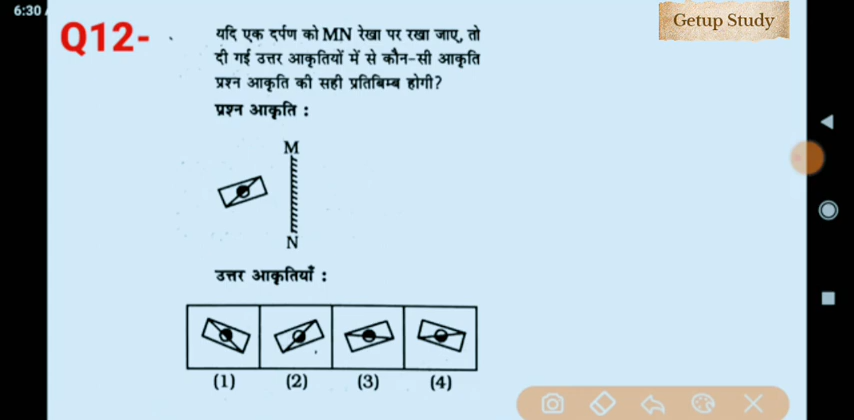 6:30
Getup Study
Q12-
यदि एक दर्पण को MN रेखा पर रखा जाए, तो
दी गई उत्तर आकृतियों में से कौन-सी आकृति
प्रश्न आकृति की सही प्रतिबिम्ब होगी?
प्रश्न आकृति :
M
N
उत्तर आकृतियाँ :
(1) (2) (3) (4)